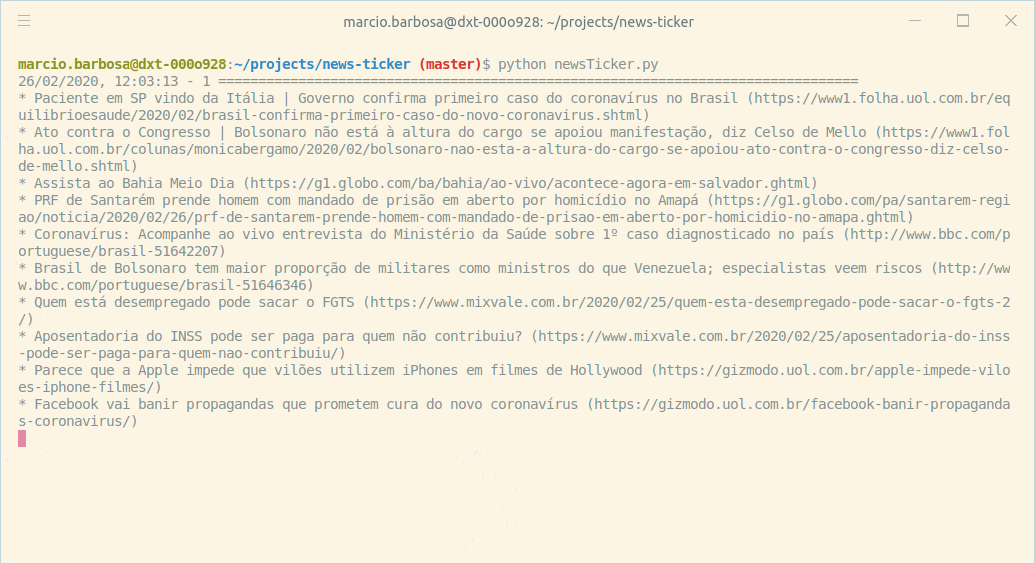 marcio.barbosa@dxt-000o928: ~/projects/news-ticker
marcio.barbosa@dxt-000o928:~/projects/news-ticker (master)$ python newsTicker.py
26/02/2020, 12:03:13 - 1 ================================================================================
* Paciente em SP vindo da Itália | Governo confirma primeiro caso do coronavírus no Brasil (https://www1.folha.uol.com.br/eq
uilibrioesaude/2020/02/brasil-confirma-primeiro-caso-do-novo-coronavirus.shtml)
* Ato contra o Congresso | Bolsonaro não está à altura do cargo se apoiou manifestação, diz Celso de Mello (https://www1.fol
ha.uol.com.br/colunas/monicabergamo/2020/02/bolsonaro-nao-esta-a-altura-do-cargo-se-apoiou-ato-contra-o-congresso-diz-celso-
de-mello.shtml)
* Assista ao Bahia Meio Dia (https://g1.globo.com/ba/bahia/ao-vivo/acontece-agora-em-salvador.ghtml)
* PRF de Santarém prende homem com mandado de prisão em aberto por homicídio no Amapá (https://g1.globo.com/pa/santarem-regi
ao/noticia/2020/02/26/prf-de-santarem-prende-homem-com-mandado-de-prisao-em-aberto-por-homicidio-no-amapa.ghtml)
* Coronavírus: Acompanhe ao vivo entrevista do Ministério da Saúde sobre 1º caso diagnosticado no país (http://www.bbc.com/p
ortuguese/brasil-51642207)
* Brasil de Bolsonaro tem maior proporção de militares como ministros do que Venezuela; especialistas veem riscos (http://ww
w.bbc.com/portuguese/brasil-51646346)
* Quem está desempregado pode sacar o FGTS (https://www.mixvale.com.br/2020/02/25/quem-esta-desempregado-pode-sacar-o-fgts-2
/)
* Aposentadoria do INSS pode ser paga para quem não contribuiu? (https://www.mixvale.com.br/2020/02/25/aposentadoria-do-inss
-pode-ser-paga-para-quem-nao-contribuiu/)
* Parece que a Apple impede que vilões utilizem iPhones em filmes de Hollywood (https://gizmodo.uol.com.br/apple-impede-vilo
es-iphone-filmes/)
* Facebook vai banir propagandas que prometem cura do novo coronavírus (https://gizmodo.uol.com.br/facebook-banir-propaganda
s-coronavirus/)